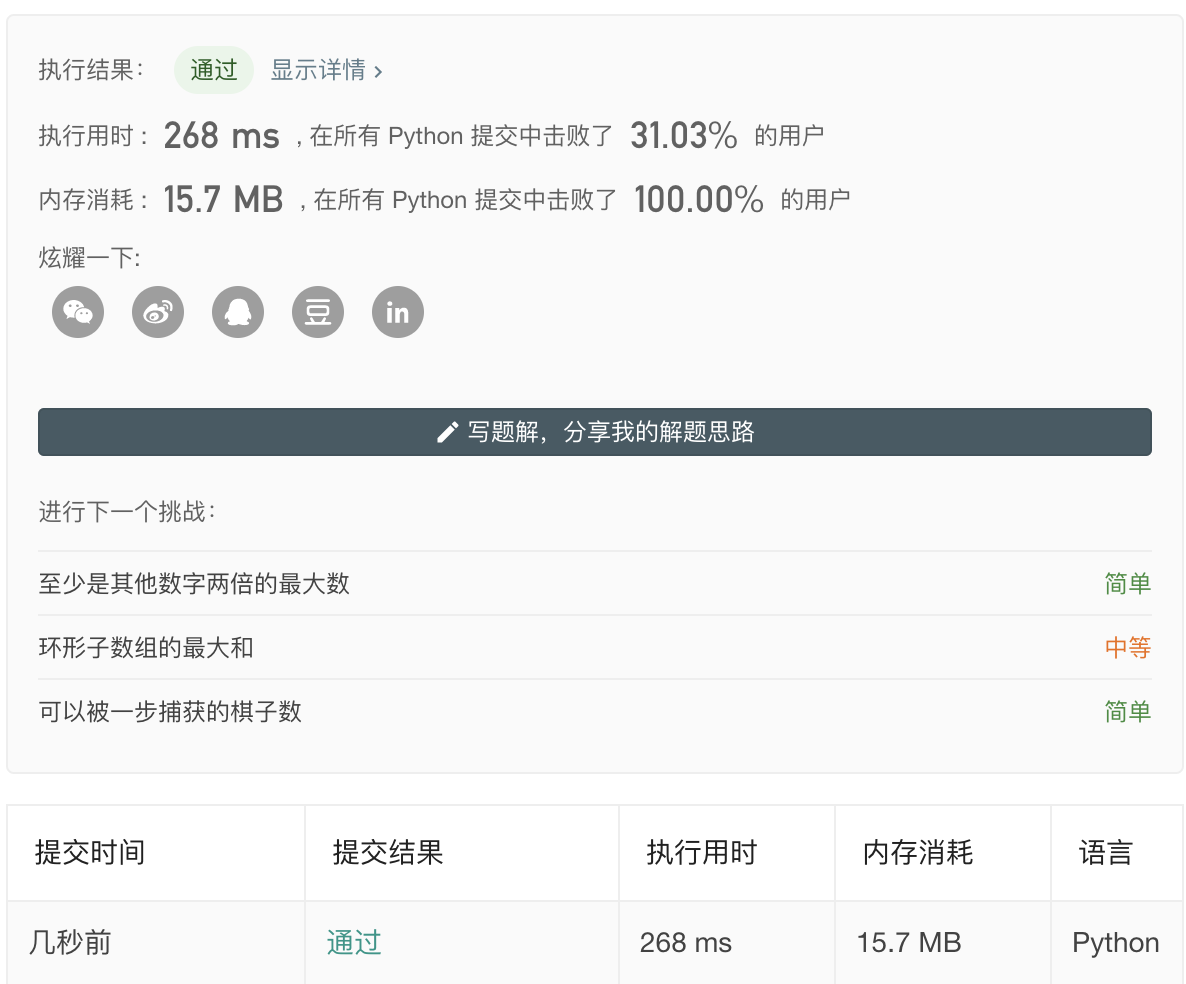 执行结果： 通过 显示详情 ›
执行用时 : 268 ms , 在所有 Python 提交中击败了 31.03% 的用户
内存消耗 : 15.7 MB , 在所有 Python 提交中击败了 100.00% 的用户
炫耀一下:
豆 in
写题解，分享我的解题思路
进行下一个挑战：
至少是其他数字两倍的最大数 简单
环形子数组的最大和 中等
可以被一步捕获的棋子数 简单
提交时间 提交结果 执行用时 内存消耗 语言
几秒前 通过 268 ms 15.7 MB Python